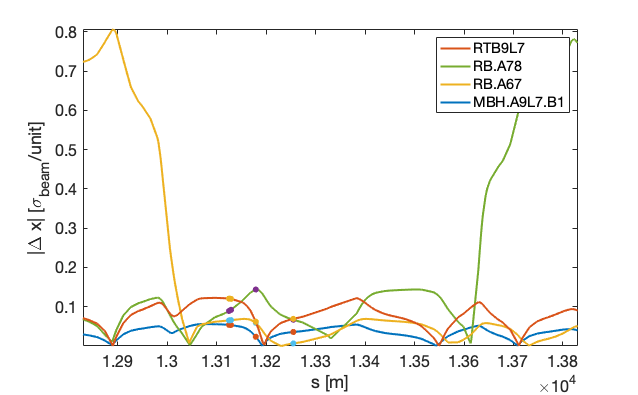 0.8
0.7
0.6
0.5
0.4
0.3
0.2
0.1
|Δ x| [σbeam/unit]
RTB9L7
RB.A78
RB.A67
MBH.A9L7.B1
1.29 1.3 1.31 1.32 1.33 1.34 1.35 1.36 1.37 1.38
s [m]
×10⁴